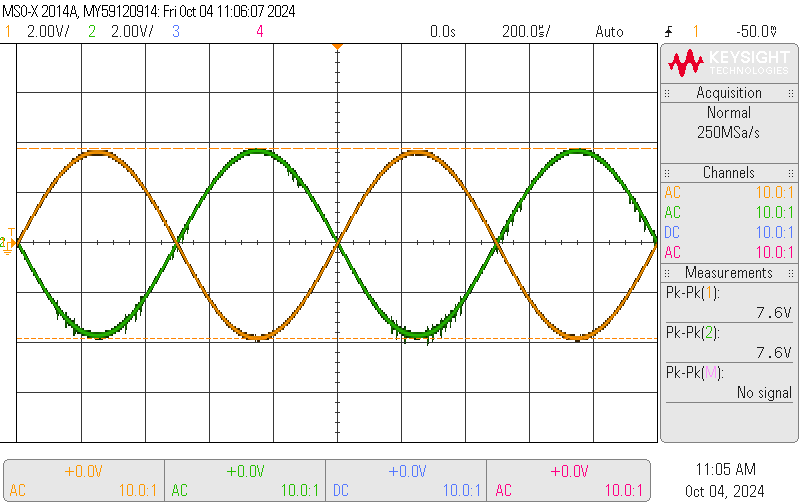 MSO-X 2014A, MY59120914: Fri Oct 04 11:06:07 2024
1 2.00V/ 2 2.00V/ 3 4 0.0s 200.0µs/ Auto 1 -50.0mV
KEYSIGHT
TECHNOLOGIES
Acquisition
Normal
250MSa/s
Channels
AC 10.0:1
AC 10.0:1
DC 10.0:1
AC 10.0:1
Measurements
Pk-Pk(1):
7.6V
Pk-Pk(2):
7.6V
Pk-Pk(M):
No signal
T
2
+0.0V +0.0V +0.0V +0.0V
AC 10.0:1 AC 10.0:1 DC 10.0:1 AC 10.0:1
11:05 AM
Oct 04, 2024